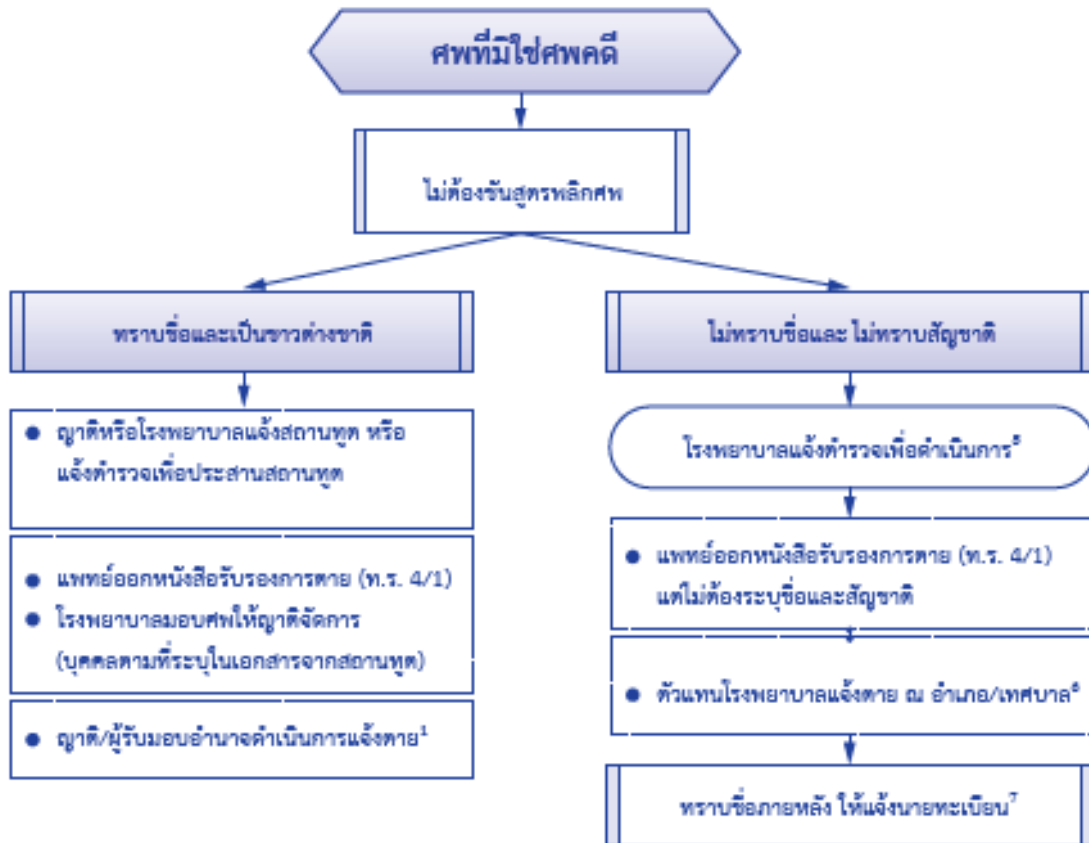 ศพที่มิใช่ศพคดี
ไม่ต้องชันสูตรพลิกศพ
ทราบชื่อและเป็นชาวต่างชาติ
● ญาติหรือโรงพยาบาลแจ้งสถานทูต หรือ
แจ้งตำรวจเพื่อประสานสถานทูต
● แพทย์ออกหนังสือรับรองการตาย (ท.ร. 4/1)
● โรงพยาบาลมอบศพให้ญาติจัดการ
(บุคคลตามที่ระบุในเอกสารจากสถานทูต)
● ญาติ/ผู้รับมอบอำนาจดำเนินการแจ้งตาย¹
ไม่ทราบชื่อและ ไม่ทราบสัญชาติ
โรงพยาบาลแจ้งตำรวจเพื่อดำเนินการ⁵
● แพทย์ออกหนังสือรับรองการตาย (ท.ร. 4/1)
แต่ไม่ต้องระบุชื่อและสัญชาติ
● ตัวแทนโรงพยาบาลแจ้งตาย ณ อำเภอ/เทศบาล⁶
ทราบชื่อภายหลัง ให้แจ้งนายทะเบียน⁷